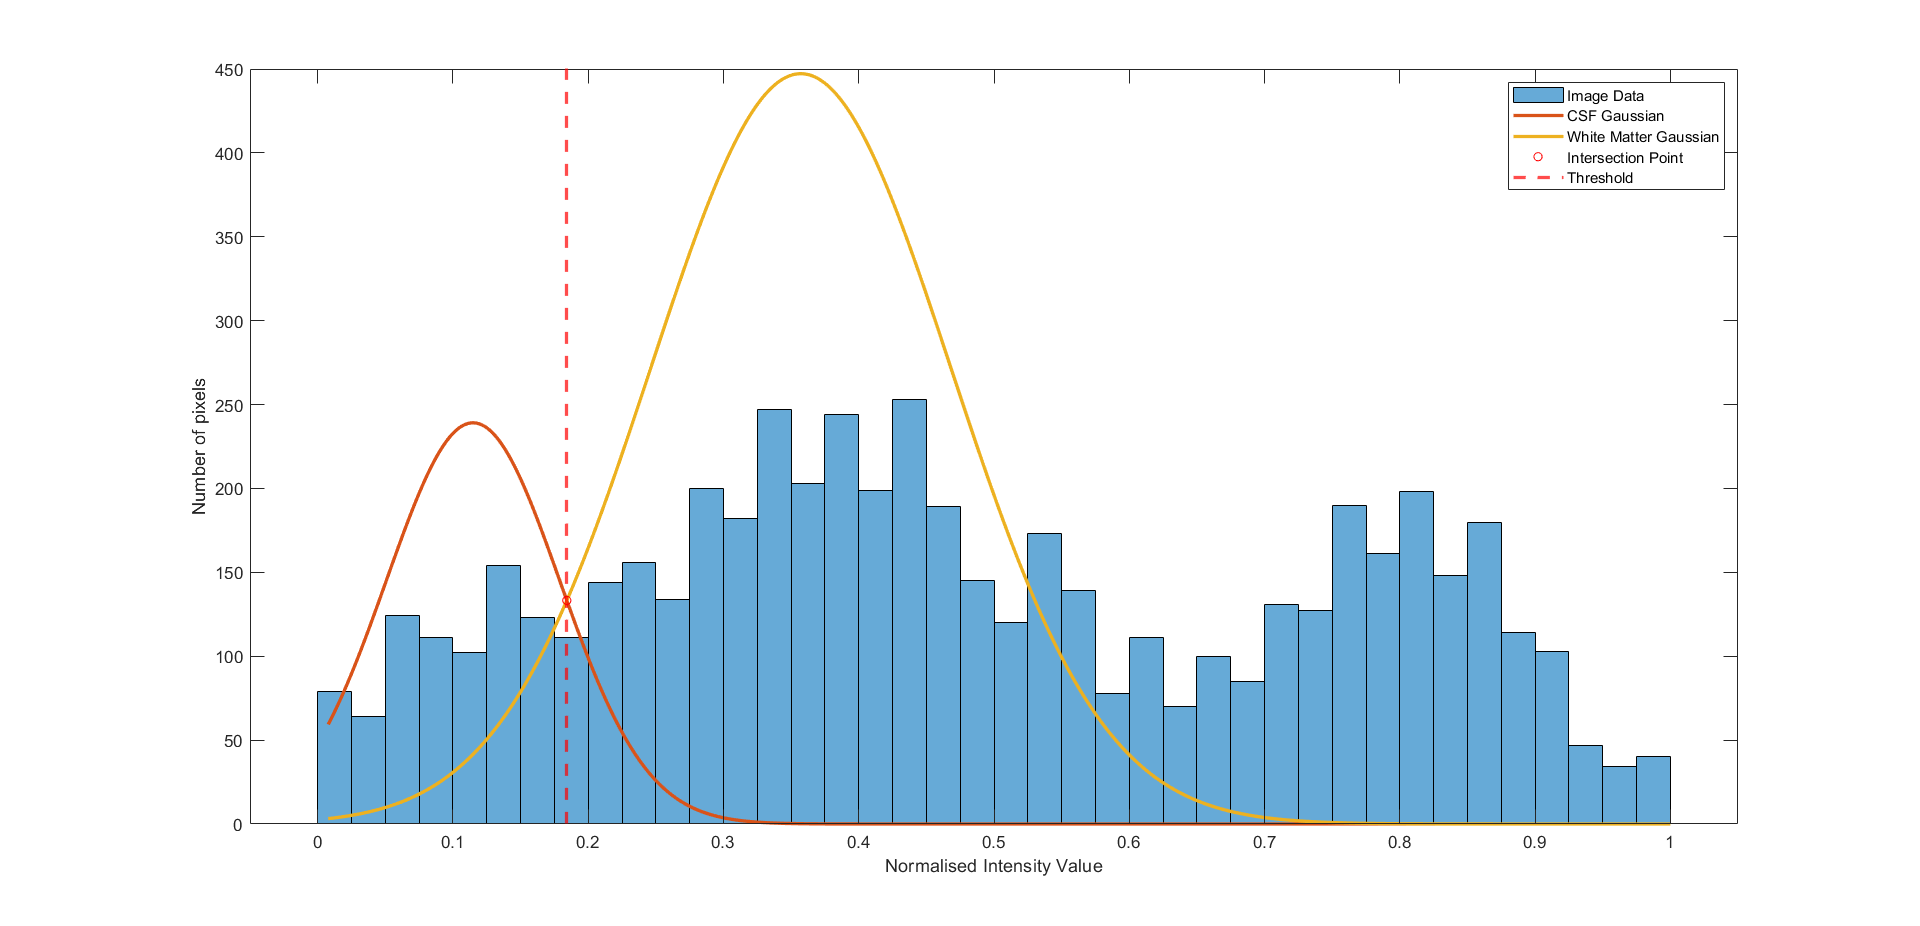 450
400
350
300
250
200
150
100
50
0
Number of pixels
0 0.1 0.2 0.3 0.4 0.5 0.6 0.7 0.8 0.9 1
Normalised Intensity Value
Image Data
CSF Gaussian
White Matter Gaussian
Intersection Point
Threshold